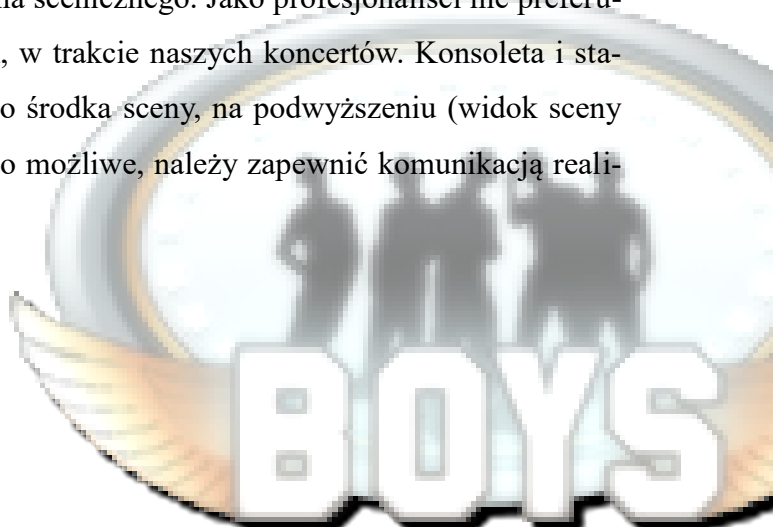 na scenicznego. Jako profesjonaliści nie preferu-
, w trakcie naszych koncertów. Konsoleta i sta-
o środka sceny, na podwyższeniu (widok sceny
o możliwe, należy zapewnić komunikacją reali-
BOYS